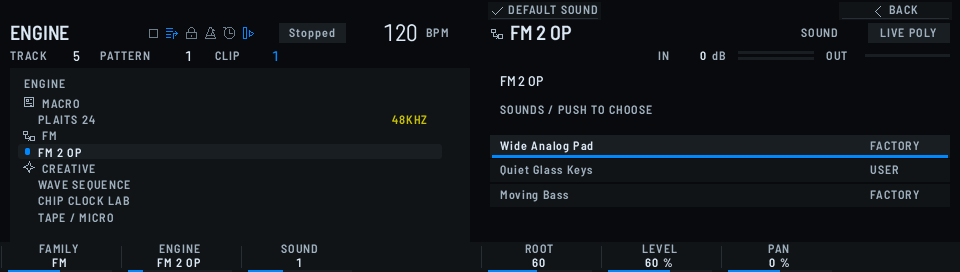 DEFAULT SOUND
BACK
ENGINE
Stopped
120 BPM
FM 2 OP
SOUND
LIVE POLY
TRACK 5 PATTERN 1 CLIP 1
IN 0 dB OUT
ENGINE
MACRO
PLAITS 24 48KHZ
FM
FM 2 OP
CREATIVE
WAVE SEQUENCE
CHIP CLOCK LAB
TAPE / MICRO
FM 2 OP
SOUNDS / PUSH TO CHOOSE
Wide Analog Pad FACTORY
Quiet Glass Keys USER
Moving Bass FACTORY
FAMILY ENGINE SOUND ROOT LEVEL PAN
FM FM 2 OP 1 60 60 % 0 %